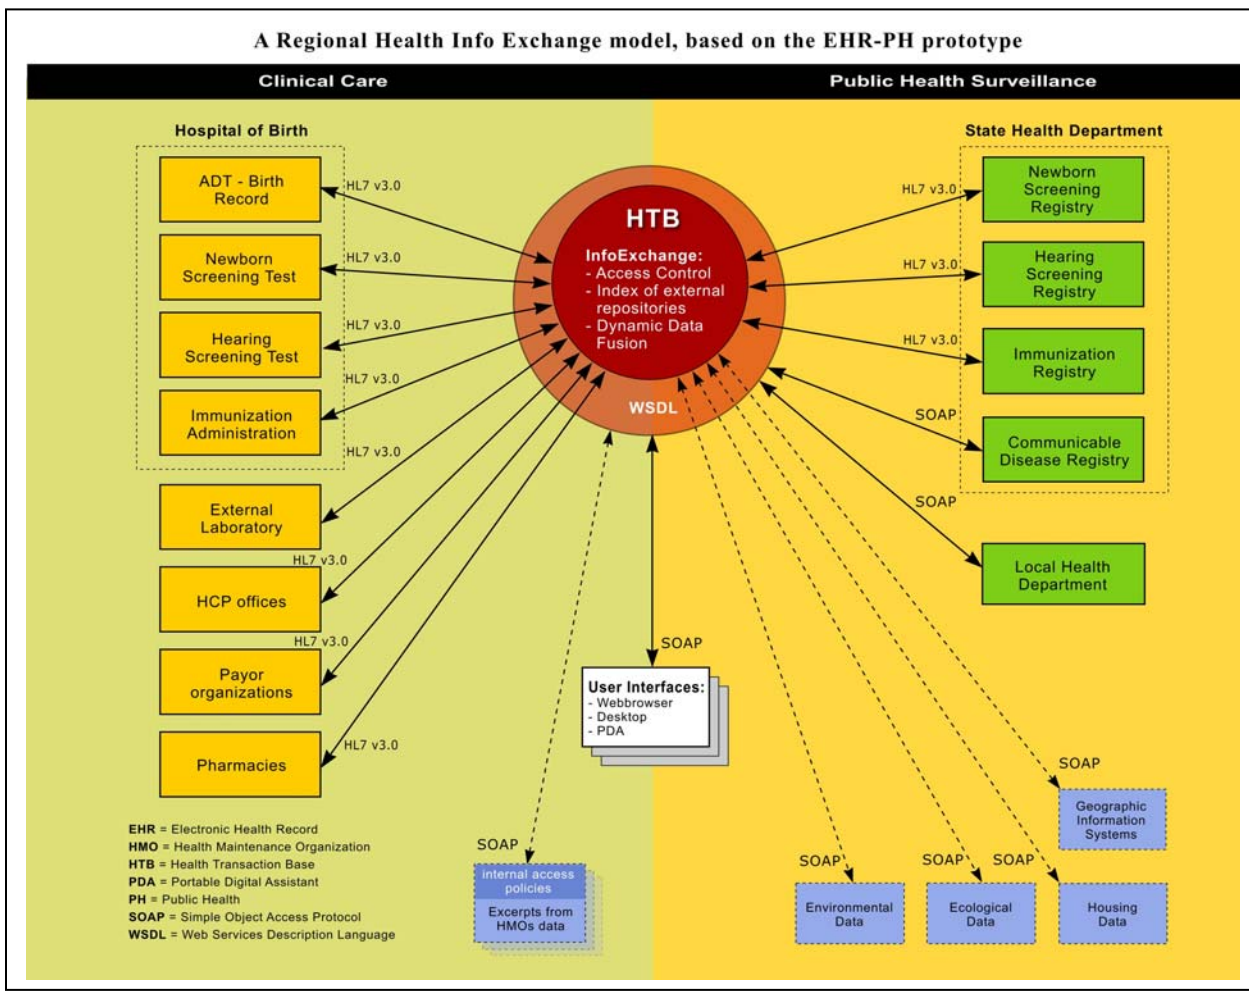 A Regional Health Info Exchange model, based on the EHR-PH prototype
Clinical Care
Public Health Surveillance
Hospital of Birth
ADT - Birth
Record
Newborn
Screening Test
Hearing
Screening Test
Immunization
Administration
External
Laboratory
HCP offices
Payor
organizations
Pharmacies
HL7 v3.0
HL7 v3.0
HL7 v3.0
HL7 v3.0
HL7 v3.0
HL7 v3.0
HL7 v3.0
HL7 v3.0
HTB
InfoExchange:
- Access Control
- Index of external
repositories
- Dynamic Data
Fusion
WSDL
State Health Department
Newborn
Screening
Registry
Hearing
Screening
Registry
Immunization
Registry
Communicable
Disease Registry
Local Health
Department
HL7 v3.0
HL7 v3.0
HL7 v3.0
SOAP
SOAP
SOAP
User Interfaces:
- Webbrowser
- Desktop
- PDA
SOAP
Geographic
Information
Systems
SOAP
SOAP
SOAP
Environmental
Data
Ecological
Data
Housing
Data
SOAP
internal access
policies
Excerpts from
HMOs data
EHR = Electronic Health Record
HMO = Health Maintenance Organization
HTB = Health Transaction Base
PDA = Portable Digital Assistant
PH = Public Health
SOAP = Simple Object Access Protocol
WSDL = Web Services Description Language